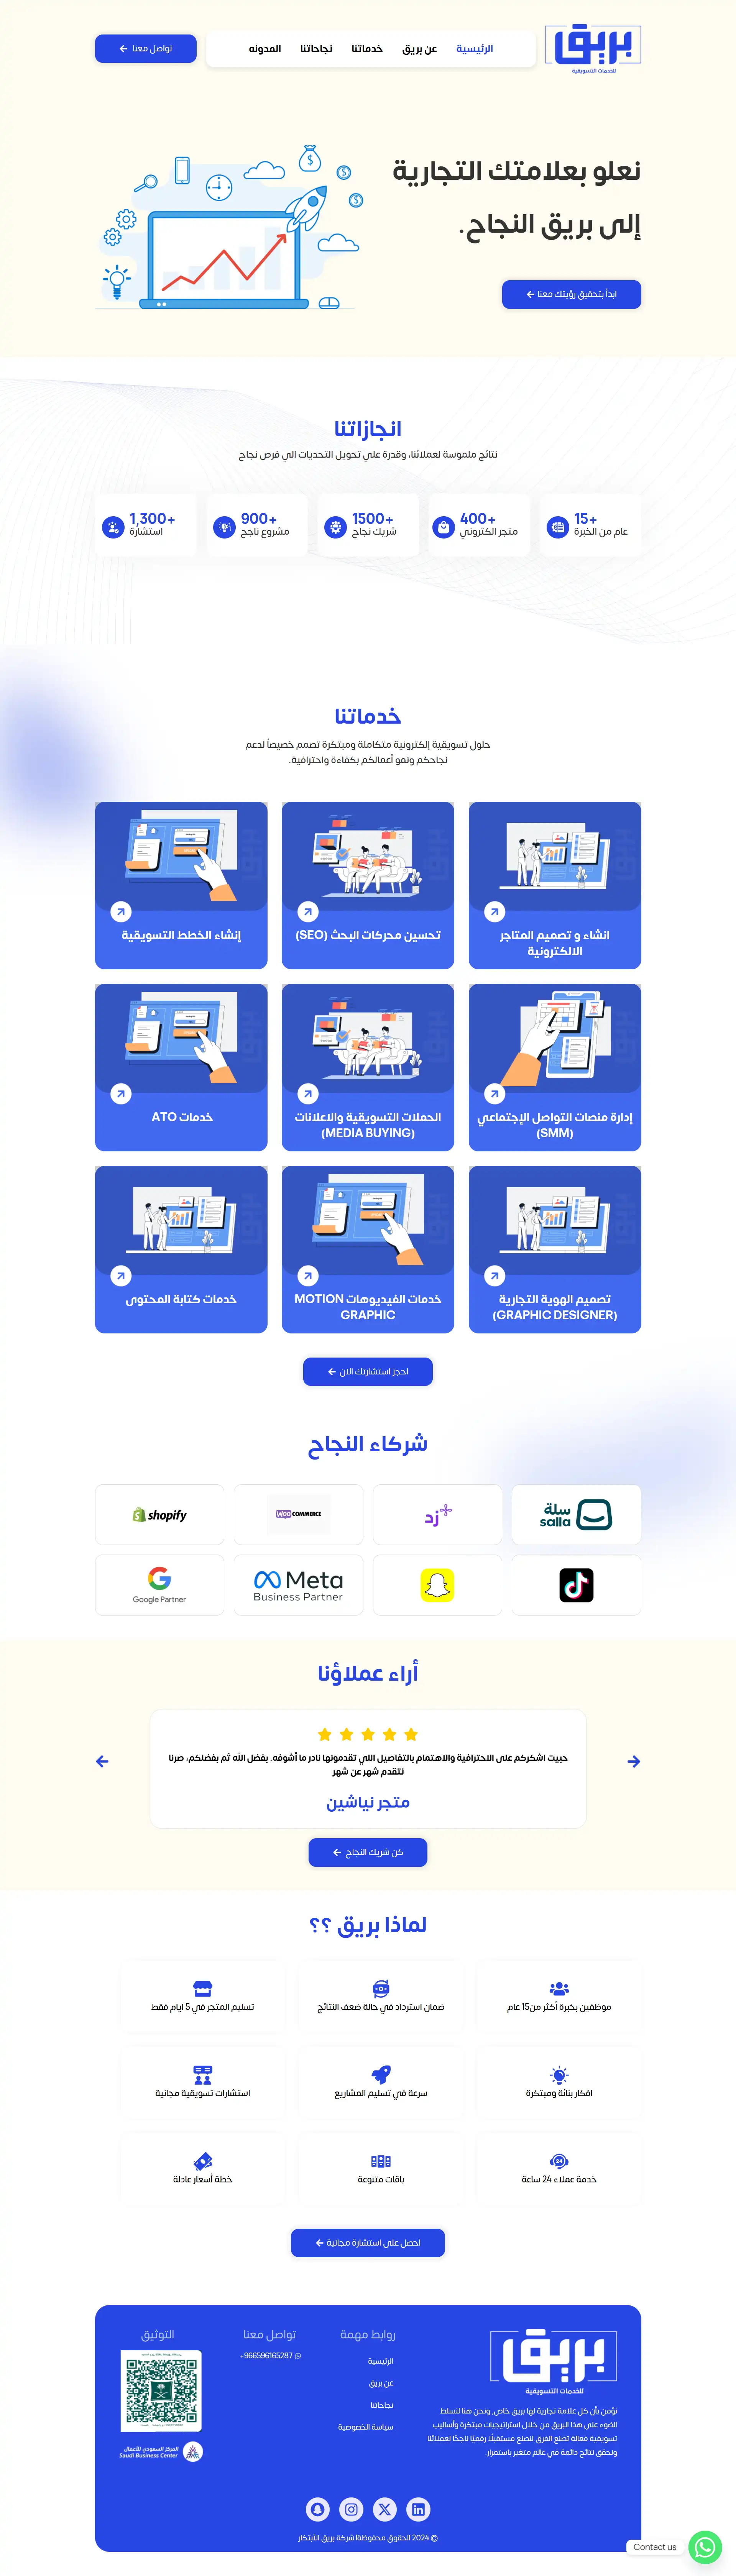 بريق
للخدمات التسويقية
الرئيسية
عن بريق
خدماتنا
نجاحاتنا
المدونه
تواصل معنا
نعلو بعلامتك التجارية
إلى بريق النجاح.
ابدأ بتحقيق رؤيتك معنا
انجازاتنا
نتائج ملموسة لعملائنا، وقدرة علي تحويل التحديات الي فرص نجاح
15+
عام من الخبرة
400+
متجر الكتروني
1500+
شريك نجاح
900+
مشروع ناجح
1,300+
استشارة
خدماتنا
حلول تسويقية إلكترونية متكاملة ومبتكرة تصمم خصيصاً لدعم
نجاحكم ونمو أعمالكم بكفاءة واحترافية.
انشاء و تصميم المتاجر
الالكترونية
تحسين محركات البحث (SEO)
إنشاء الخطط التسويقية
إدارة منصات التواصل الإجتماعي
(SMM)
الحملات التسويقية والاعلانات
(MEDIA BUYING)
خدمات ATO
تصميم الهوية التجارية
(GRAPHIC DESIGNER)
خدمات الفيديوهات MOTION
GRAPHIC
خدمات كتابة المحتوى
احجز استشارتك الان
شركاء النجاح
سلة
salla
زد
WOO COMMERCE
shopify
Meta
Business Partner
Google Partner
أراء عملاؤنا
حبيت اشكركم على الاحترافية والاهتمام بالتفاصيل اللي تقدمونها نادر ما أشوفه. بفضل الله ثم بفضلكم، صرنا
نتقدم شهر عن شهر
متجر نياشين
كن شريك النجاح
لماذا بريق ؟؟
موظفين بخبرة أكثر من15 عام
ضمان استرداد في حالة ضعف النتائج
تسليم المتجر في 5 ايام فقط
افكار بنائة ومبتكرة
سرعة في تسليم المشاريع
استشارات تسويقية مجانية
24
خدمة عملاء 24 ساعة
باقات متنوعة
خطة أسعار عادلة
احصل على استشارة مجانية
بريق
للخدمات التسويقية
نؤمن بأن كل علامة تجارية لها بريق خاص، ونحن هنا لنسلط
الضوء على هذا البريق من خلال استراتيجيات مبتكرة وأساليب
تسويقية فعالة تصنع الفرق لنصنع مستقبلًا رقميًا ناجحًا لعملائنا
ونحقق نتائج دائمة في عالم متغير باستمرار.
روابط مهمة
الرئيسية
عن بريق
نجاحاتنا
سياسة الخصوصية
تواصل معنا
966596165287+
التوثيق
المركز السعودي للأعمال
Saudi Business Center
© 2024 الحقوق محفوظة| شركة بريق الأبتكار
Contact us